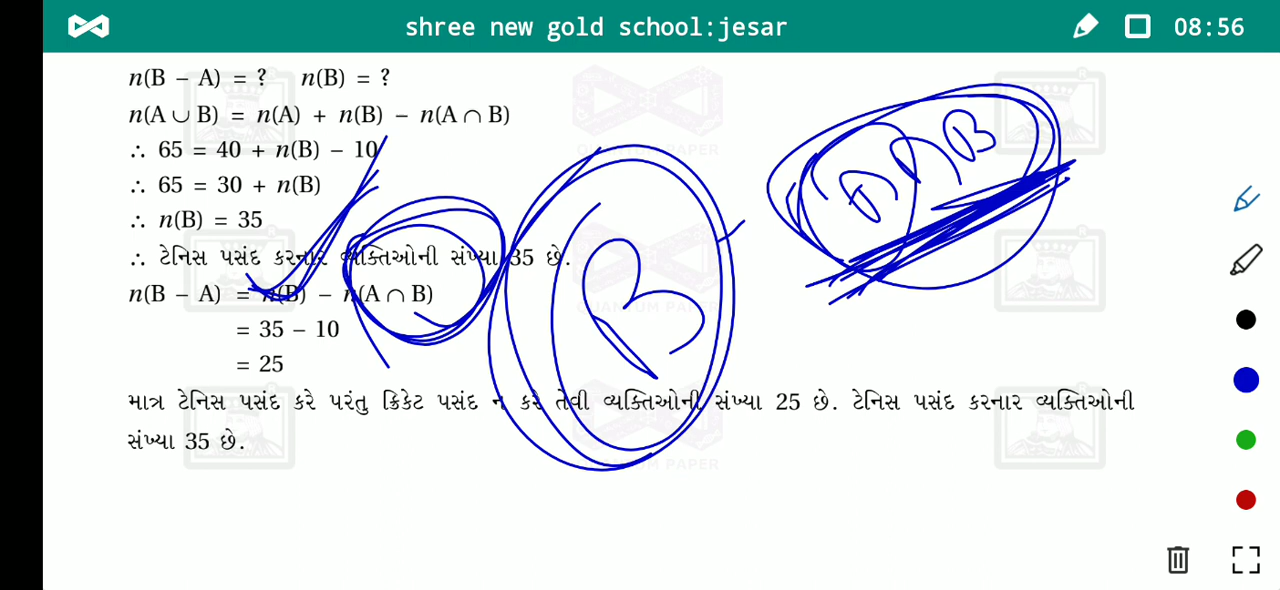 shree new gold school:jesar
08:56
n(B – A) = ? n(B) = ?
n(A ∪ B) = n(A) + n(B) – n(A ∩ B)
∴ 65 = 40 + n(B) – 10
∴ 65 = 30 + n(B)
∴ n(B) = 35
∴ ટેનિસ પસંદ કરનાર વ્યક્તિઓની સંખ્યા 35 છે.
n(B – A) = n(B) – n(A ∩ B)
= 35 – 10
= 25
માત્ર ટેનિસ પસંદ કરે પરંતુ ક્રિકેટ પસંદ ન કરે તેવી વ્યક્તિઓની સંખ્યા 25 છે. ટેનિસ પસંદ કરનાર વ્યક્તિઓની
સંખ્યા 35 છે.
B